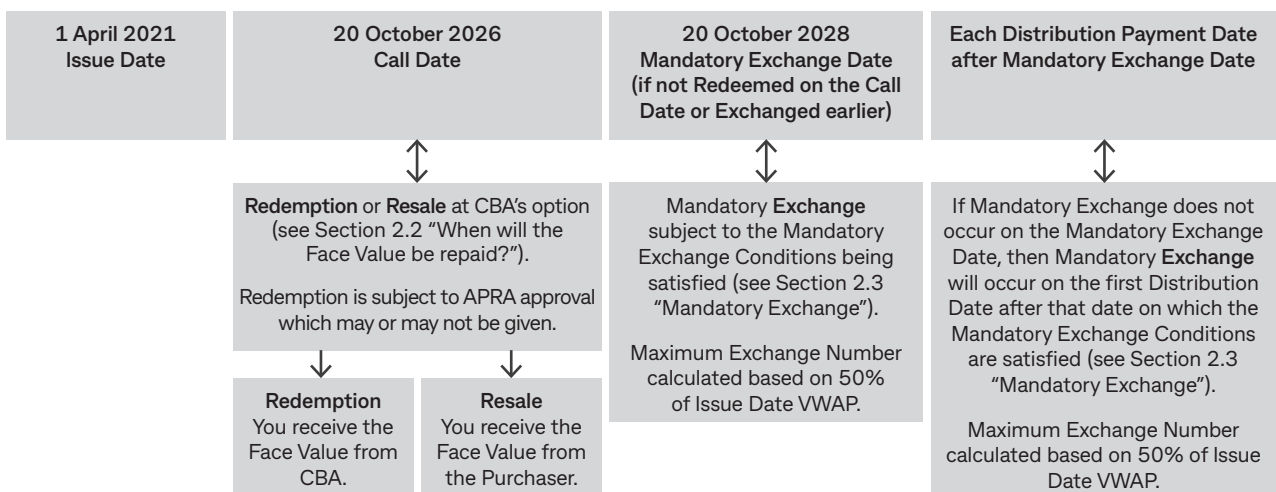 1 April 2021
Issue Date
20 October 2026
Call Date
20 October 2028
Mandatory Exchange Date
(if not Redeemed on the Call
Date or Exchanged earlier)
Each Distribution Payment Date
after Mandatory Exchange Date
Redemption or Resale at CBA's option
(see Section 2.2 “When will the
Face Value be repaid?”).
Redemption is subject to APRA approval
which may or may not be given.
Redemption
You receive the
Face Value from
CBA.
Resale
You receive the
Face Value from
the Purchaser.
Mandatory Exchange
subject to the Mandatory
Exchange Conditions being
satisfied (see Section 2.3
“Mandatory Exchange”).
Maximum Exchange Number
calculated based on 50%
of Issue Date VWAP.
If Mandatory Exchange does not
occur on the Mandatory Exchange
Date, then Mandatory Exchange
will occur on the first Distribution
Date after that date on which the
Mandatory Exchange Conditions
are satisfied (see Section 2.3
“Mandatory Exchange”).
Maximum Exchange Number
calculated based on 50% of Issue
Date VWAP.